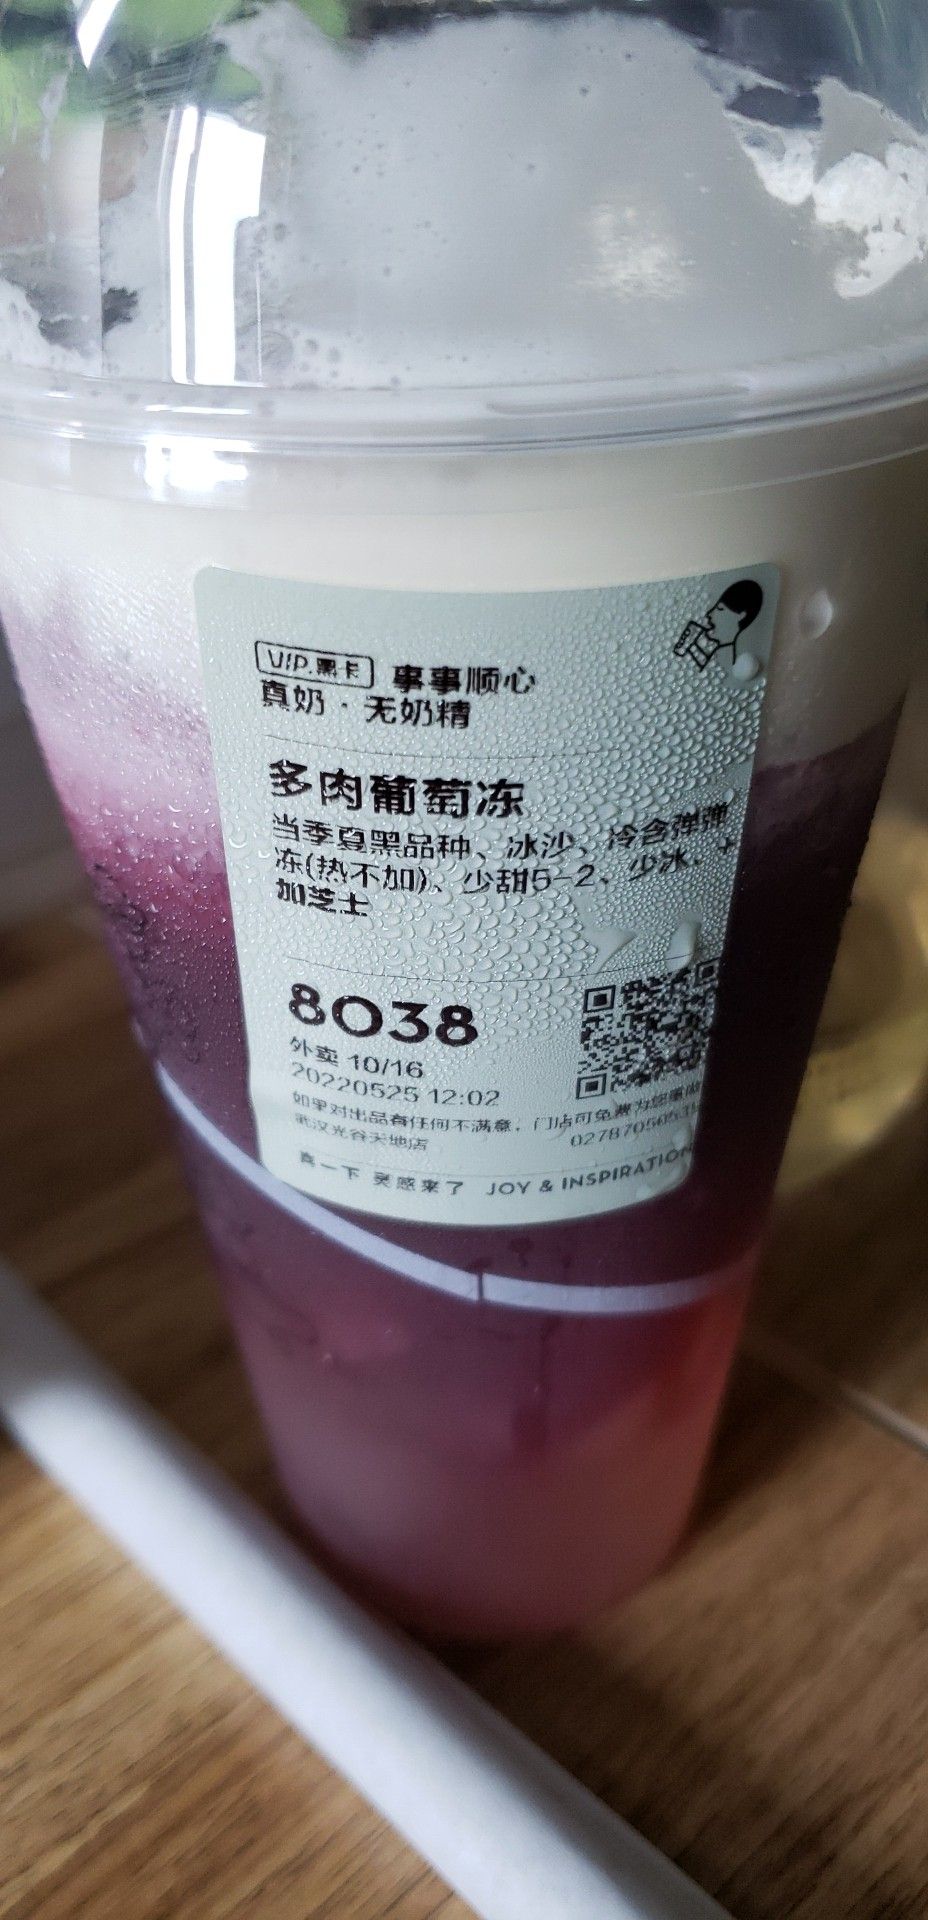 VIP.黑卡 事事顺心
真奶·无奶精
多肉葡萄冻
当季夏黑品种、冰沙、冷含弹弹
冻(热不加)、少甜5-2、少冰、+
加芝士
8038
外卖 10/16
20220525 12:02
如果对出品有任何不满意，门店可免费为您重做
武汉光谷天地店
喜一下 灵感来了 JOY & INSPIRATION